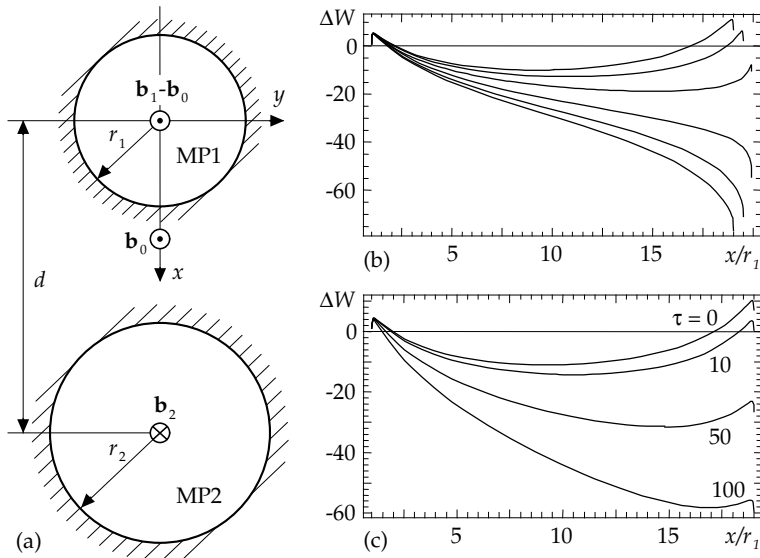 b₁-b₀
y
r₁
MP1
b₀
x
d
b₂
r₂
MP2
(a)
ΔW
0
-20
-40
-60
5
10
15
x/r₁
(b)
ΔW
0
-20
-40
-60
τ = 0
10
50
100
5
10
15
x/r₁
(c)